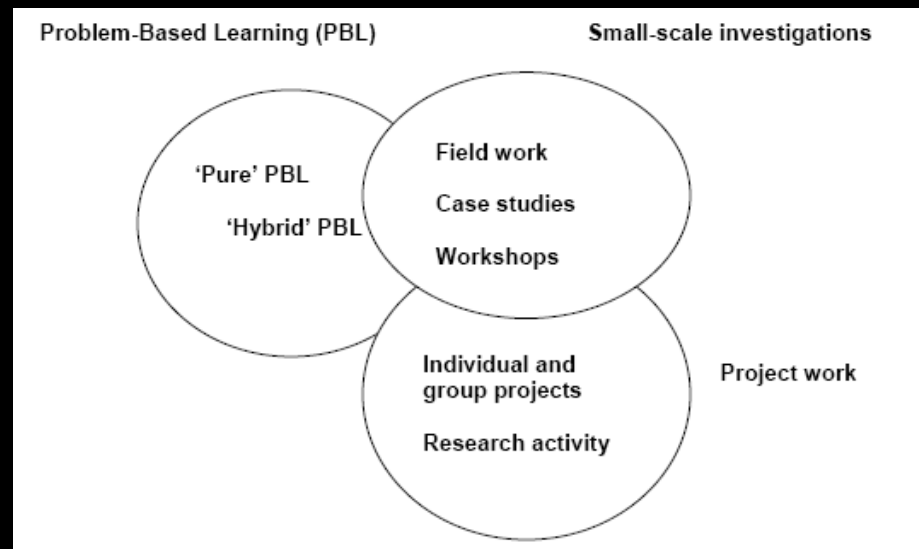 Problem-Based Learning (PBL)
Small-scale investigations
‘Pure’ PBL
‘Hybrid’ PBL
Field work
Case studies
Workshops
Individual and
group projects
Research activity
Project work